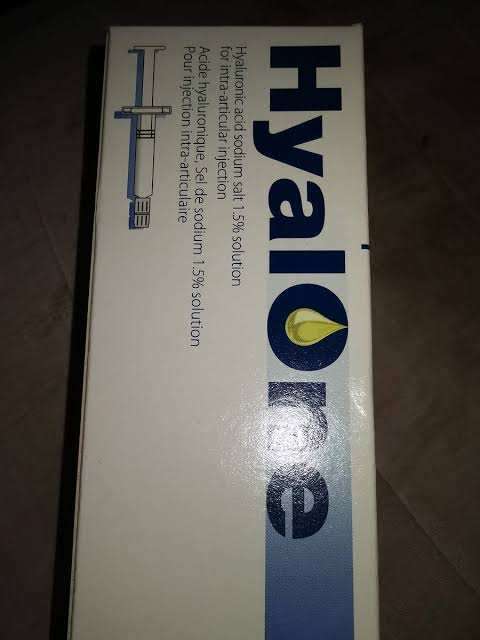 HyalOne
Hyaluronic acid sodium salt 1.5% solution
for intra-articular injection
Acide hyaluronique, Sel de sodium 1.5% solution
Pour injection intra-articulaire